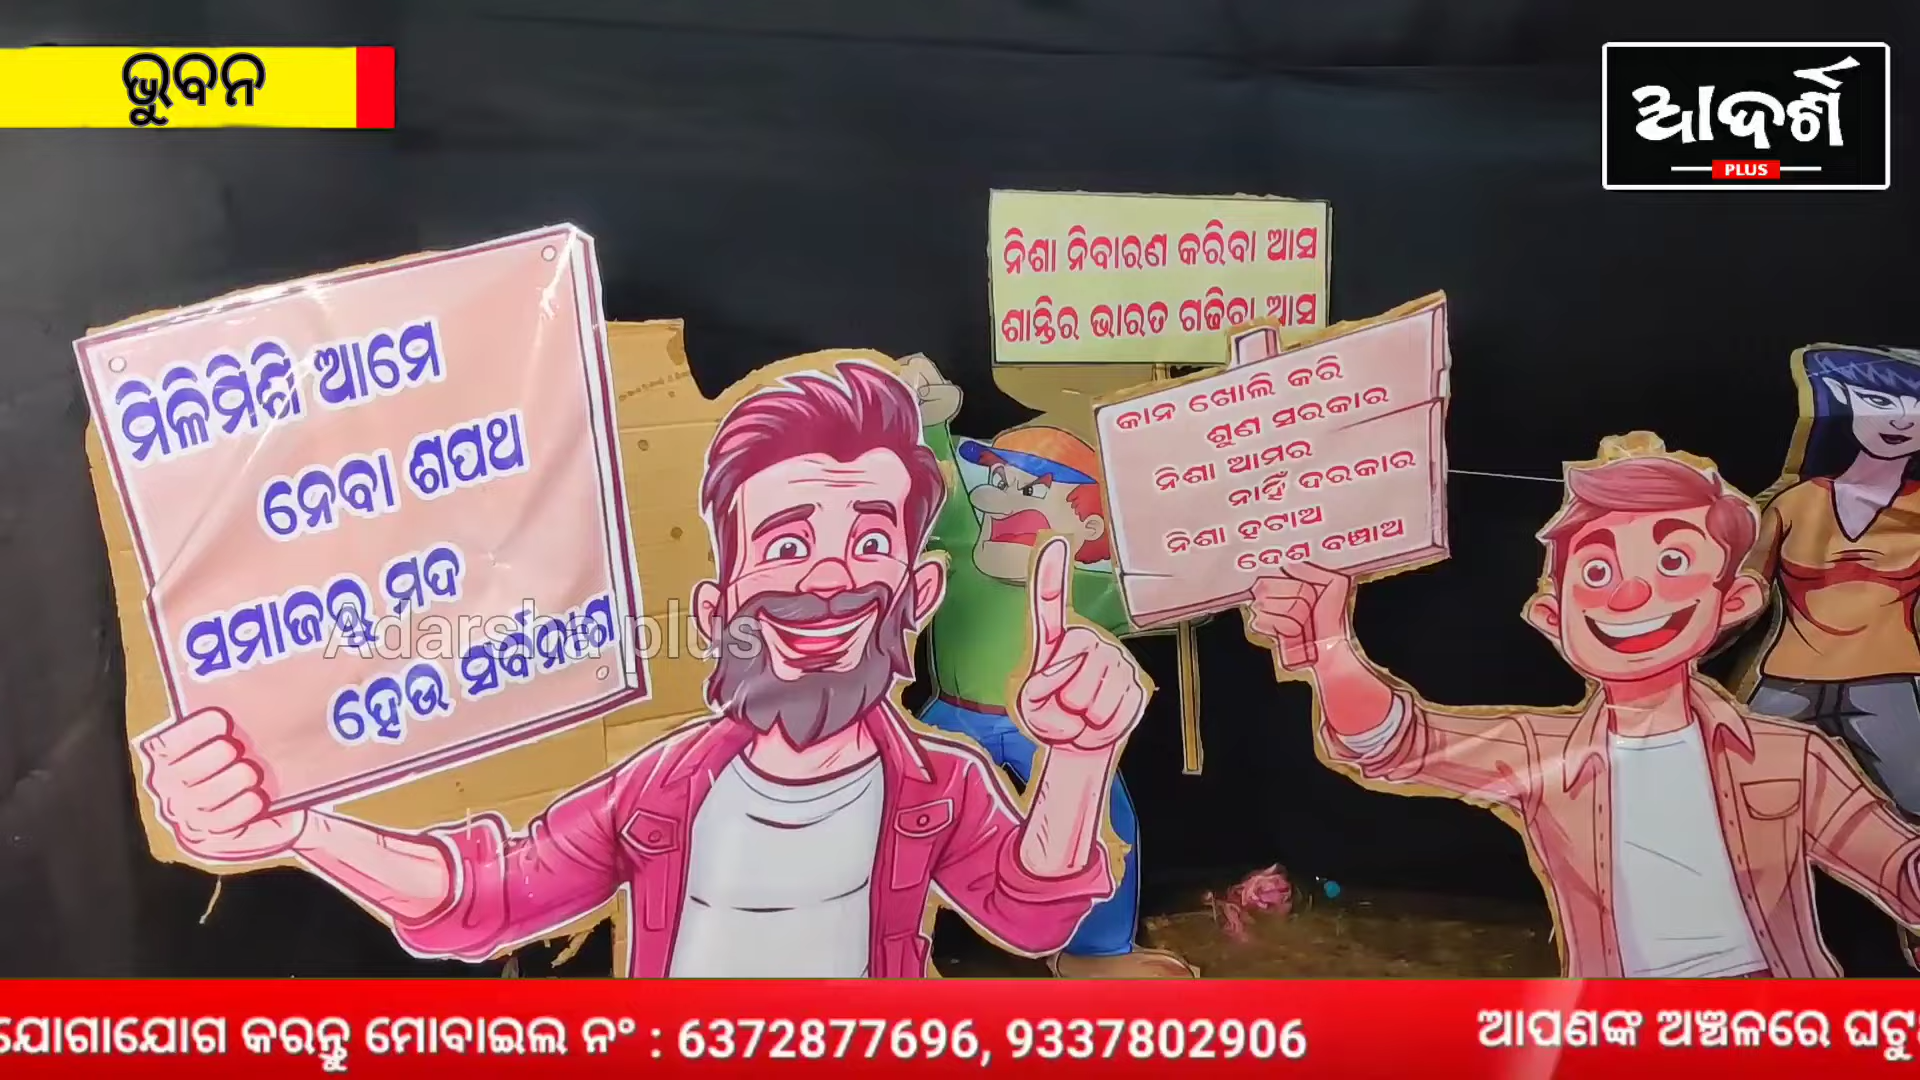 ଭୁବନ
ଆଦର୍ଶ
PLUS
ନିଶା ନିବାରଣ କରିବା ଆସ
ଶାନ୍ତିର ଭାରତ ଗଢିବା ଆସ
ମିଳିମିଶି ଆମେ
ନେବା ଶପଥ
ସମାଜରୁ ମଦ
ହେଉ ସର୍ବନାଶ
କାନ ଖୋଲି କରି
ଶୁଣ ସରକାର
ନିଶା ଆମର
ନାହିଁ ଦରକାର
ନିଶା ହଟାଅ
ଦେଶ ବଞ୍ଚାଅ
Adarsha plus
ଯୋଗାଯୋଗ କରନ୍ତୁ ମୋବାଇଲ ନଂ : 6372877696, 9337802906
ଆପଣଙ୍କ ଅଞ୍ଚଳରେ